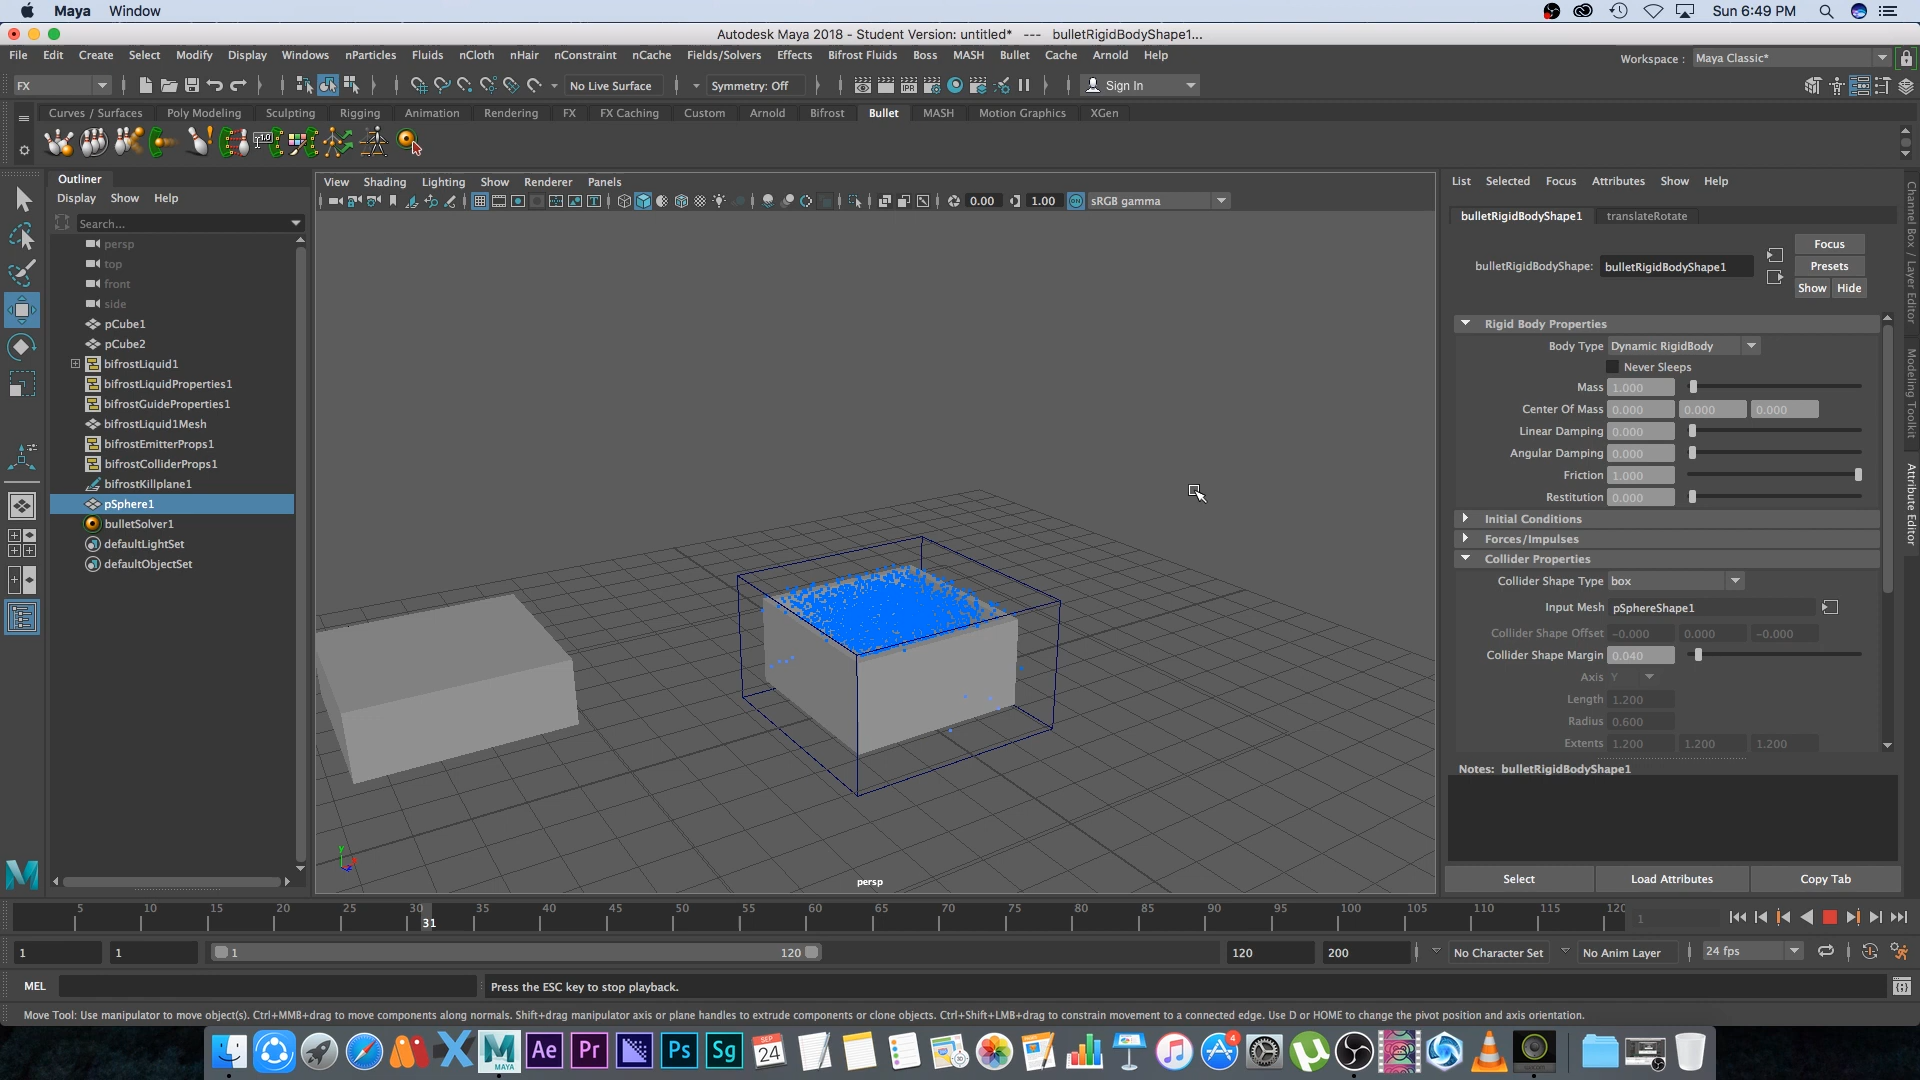 Maya Window Sun 6:49 PM
Autodesk Maya 2018 - Student Version: untitled* --- bulletRigidBodyShape1...
File Edit Create Select Modify Display Windows nParticles Fluids nCloth nHair nConstraint nCache Fields/Solvers Effects Bifrost Fluids Boss MASH Bullet Cache Arnold Help Workspace : Maya Classic*
FX No Live Surface Symmetry: Off IPR Sign In
Curves / Surfaces Poly Modeling Sculpting Rigging Animation Rendering FX FX Caching Custom Arnold Bifrost Bullet MASH Motion Graphics XGen
Outliner
Display Show Help
Search...
persp
top
front
side
pCube1
pCube2
bifrostLiquid1
bifrostLiquidProperties1
bifrostGuideProperties1
bifrostLiquid1Mesh
bifrostEmitterProps1
bifrostColliderProps1
bifrostKillplane1
pSphere1
bulletSolver1
defaultLightSet
defaultObjectSet
View Shading Lighting Show Renderer Panels
0.00 1.00 sRGB gamma
y
persp
List Selected Focus Attributes Show Help
bulletRigidBodyShape1 translateRotate
bulletRigidBodyShape: bulletRigidBodyShape1
Focus
Presets
Show Hide
Rigid Body Properties
Body Type Dynamic RigidBody
Never Sleeps
Mass 1.000
Center Of Mass 0.000 0.000 0.000
Linear Damping 0.000
Angular Damping 0.000
Friction 1.000
Restitution 0.000
Initial Conditions
Forces/Impulses
Collider Properties
Collider Shape Type box
Input Mesh pSphereShape1
Collider Shape Offset -0.000 0.000 -0.000
Collider Shape Margin 0.040
Axis Y
Length 1.200
Radius 0.600
Extents 1.200 1.200 1.200
Notes: bulletRigidBodyShape1
Select Load Attributes Copy Tab
Channel Box / Layer Editor
Modeling Toolkit
Attribute Editor
5 10 15 20 25 30 35 40 45 50 55 60 65 70 75 80 85 90 95 100 105 110 115 120
31
1
1 1 1 120 120 200 No Character Set No Anim Layer 24 fps
MEL Press the ESC key to stop playback.
Move Tool: Use manipulator to move object(s). Ctrl+MMB+drag to move components along normals. Shift+drag manipulator axis or plane handles to extrude components or clone objects. Ctrl+Shift+LMB+drag to constrain movement to a connected edge. Use D or HOME to change the pivot position and axis orientation.
MAYA Ae Pr Ps Sg SEP 24 4